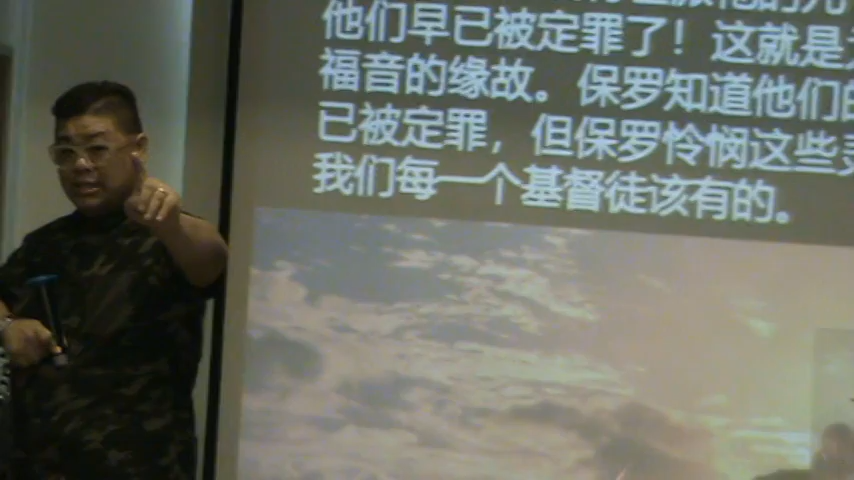 他们早已被定罪了！这就是
福音的缘故。保罗知道他们的
已被定罪，但保罗怜悯这些
我们每一个基督徒该有的。